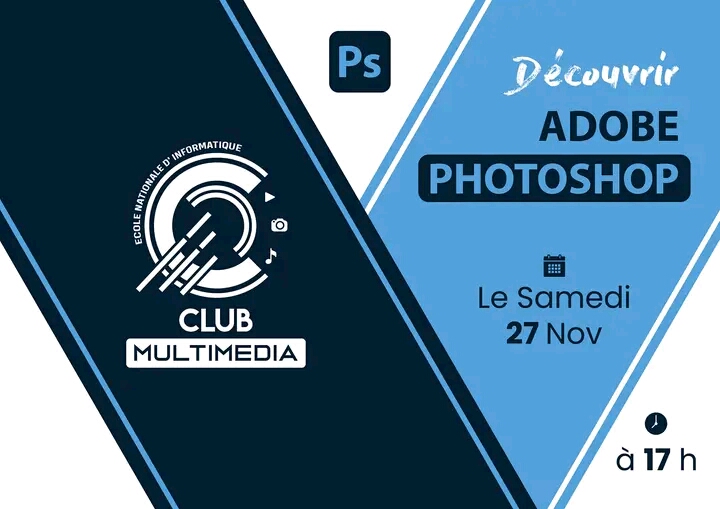 ECOLE NATIONALE D'INFORMATIQUE
CLUB
MULTIMEDIA
Ps
Découvrir
ADOBE
PHOTOSHOP
Le Samedi
27 Nov
à 17 h